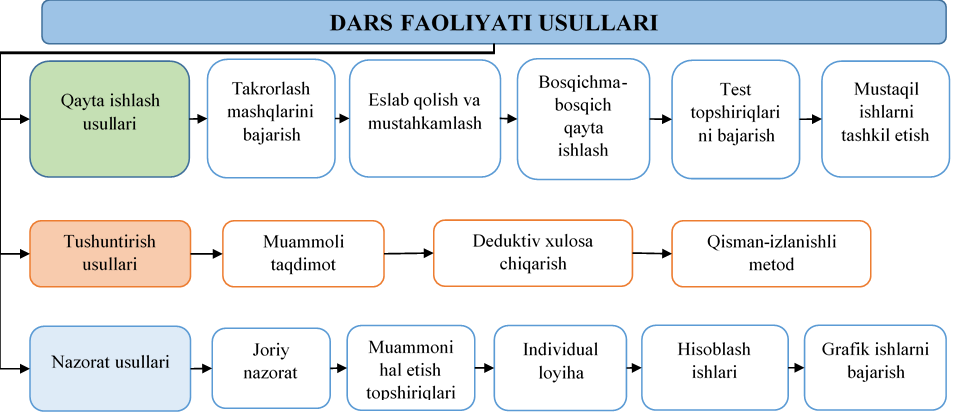 DARS FAOLIYATI USULLARI
Qayta ishlash
usullari
Takrorlash
mashqlarini
bajarish
Eslab qolish va
mustahkamlash
Bosqichma-
bosqich
qayta
ishlash
Test
topshiriqlari
ni bajarish
Mustaqil
ishlarni
tashkil etish
Tushuntirish
usullari
Muammoli
taqdimot
Deduktiv xulosa
chiqarish
Qisman-izlanishli
metod
Nazorat usullari
Joriy
nazorat
Muammoni
hal etish
topshiriqlari
Individual
loyiha
Hisoblash
ishlari
Grafik ishlarni
bajarish